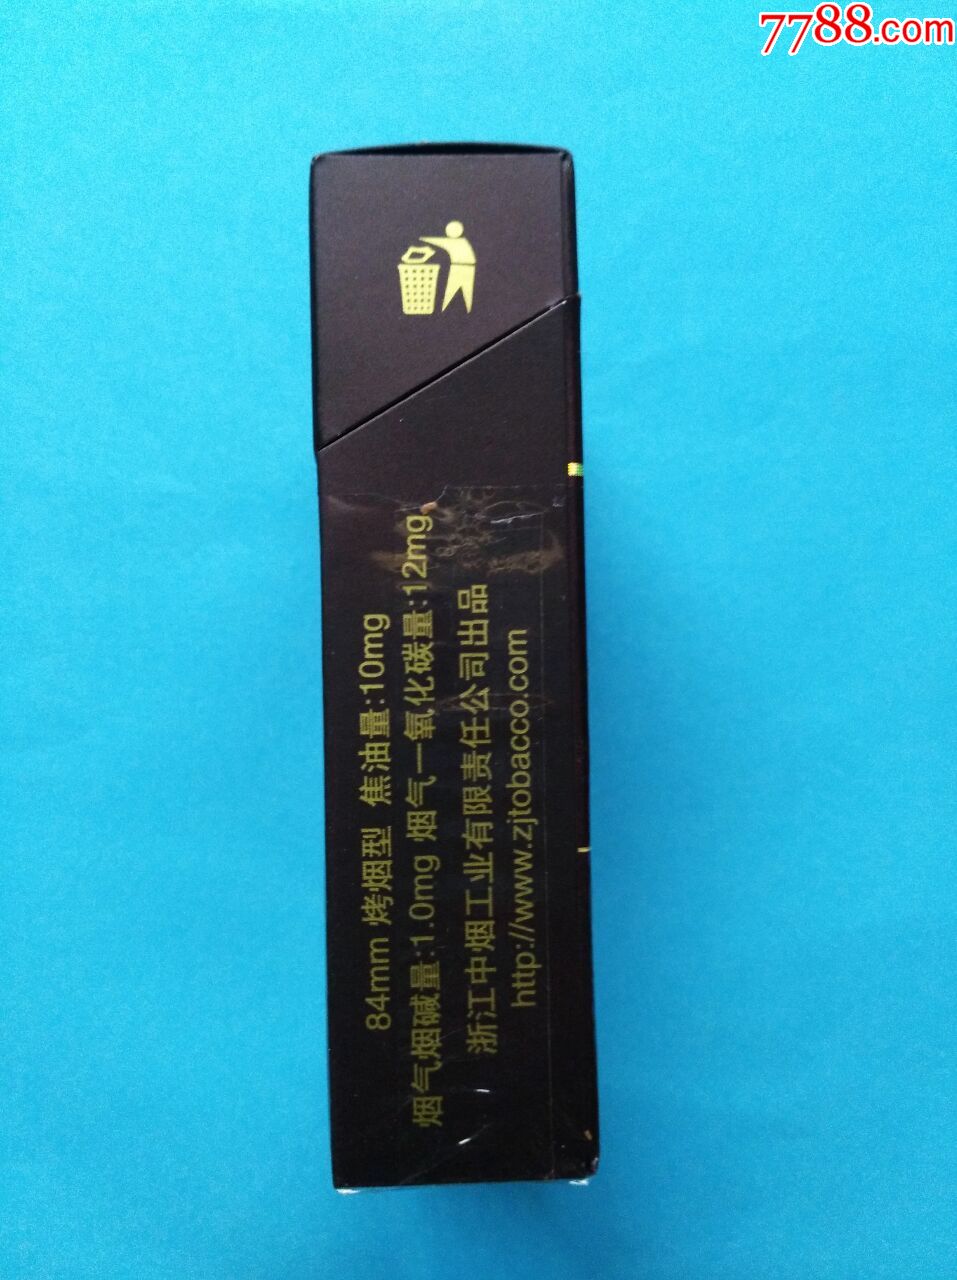 7788.com
84mm 烤烟型 焦油量:10mg
烟气烟碱量:1.0mg 烟气一氧化碳量:12mg
浙江中烟工业有限责任公司出品
http://www.zjtobacco.com